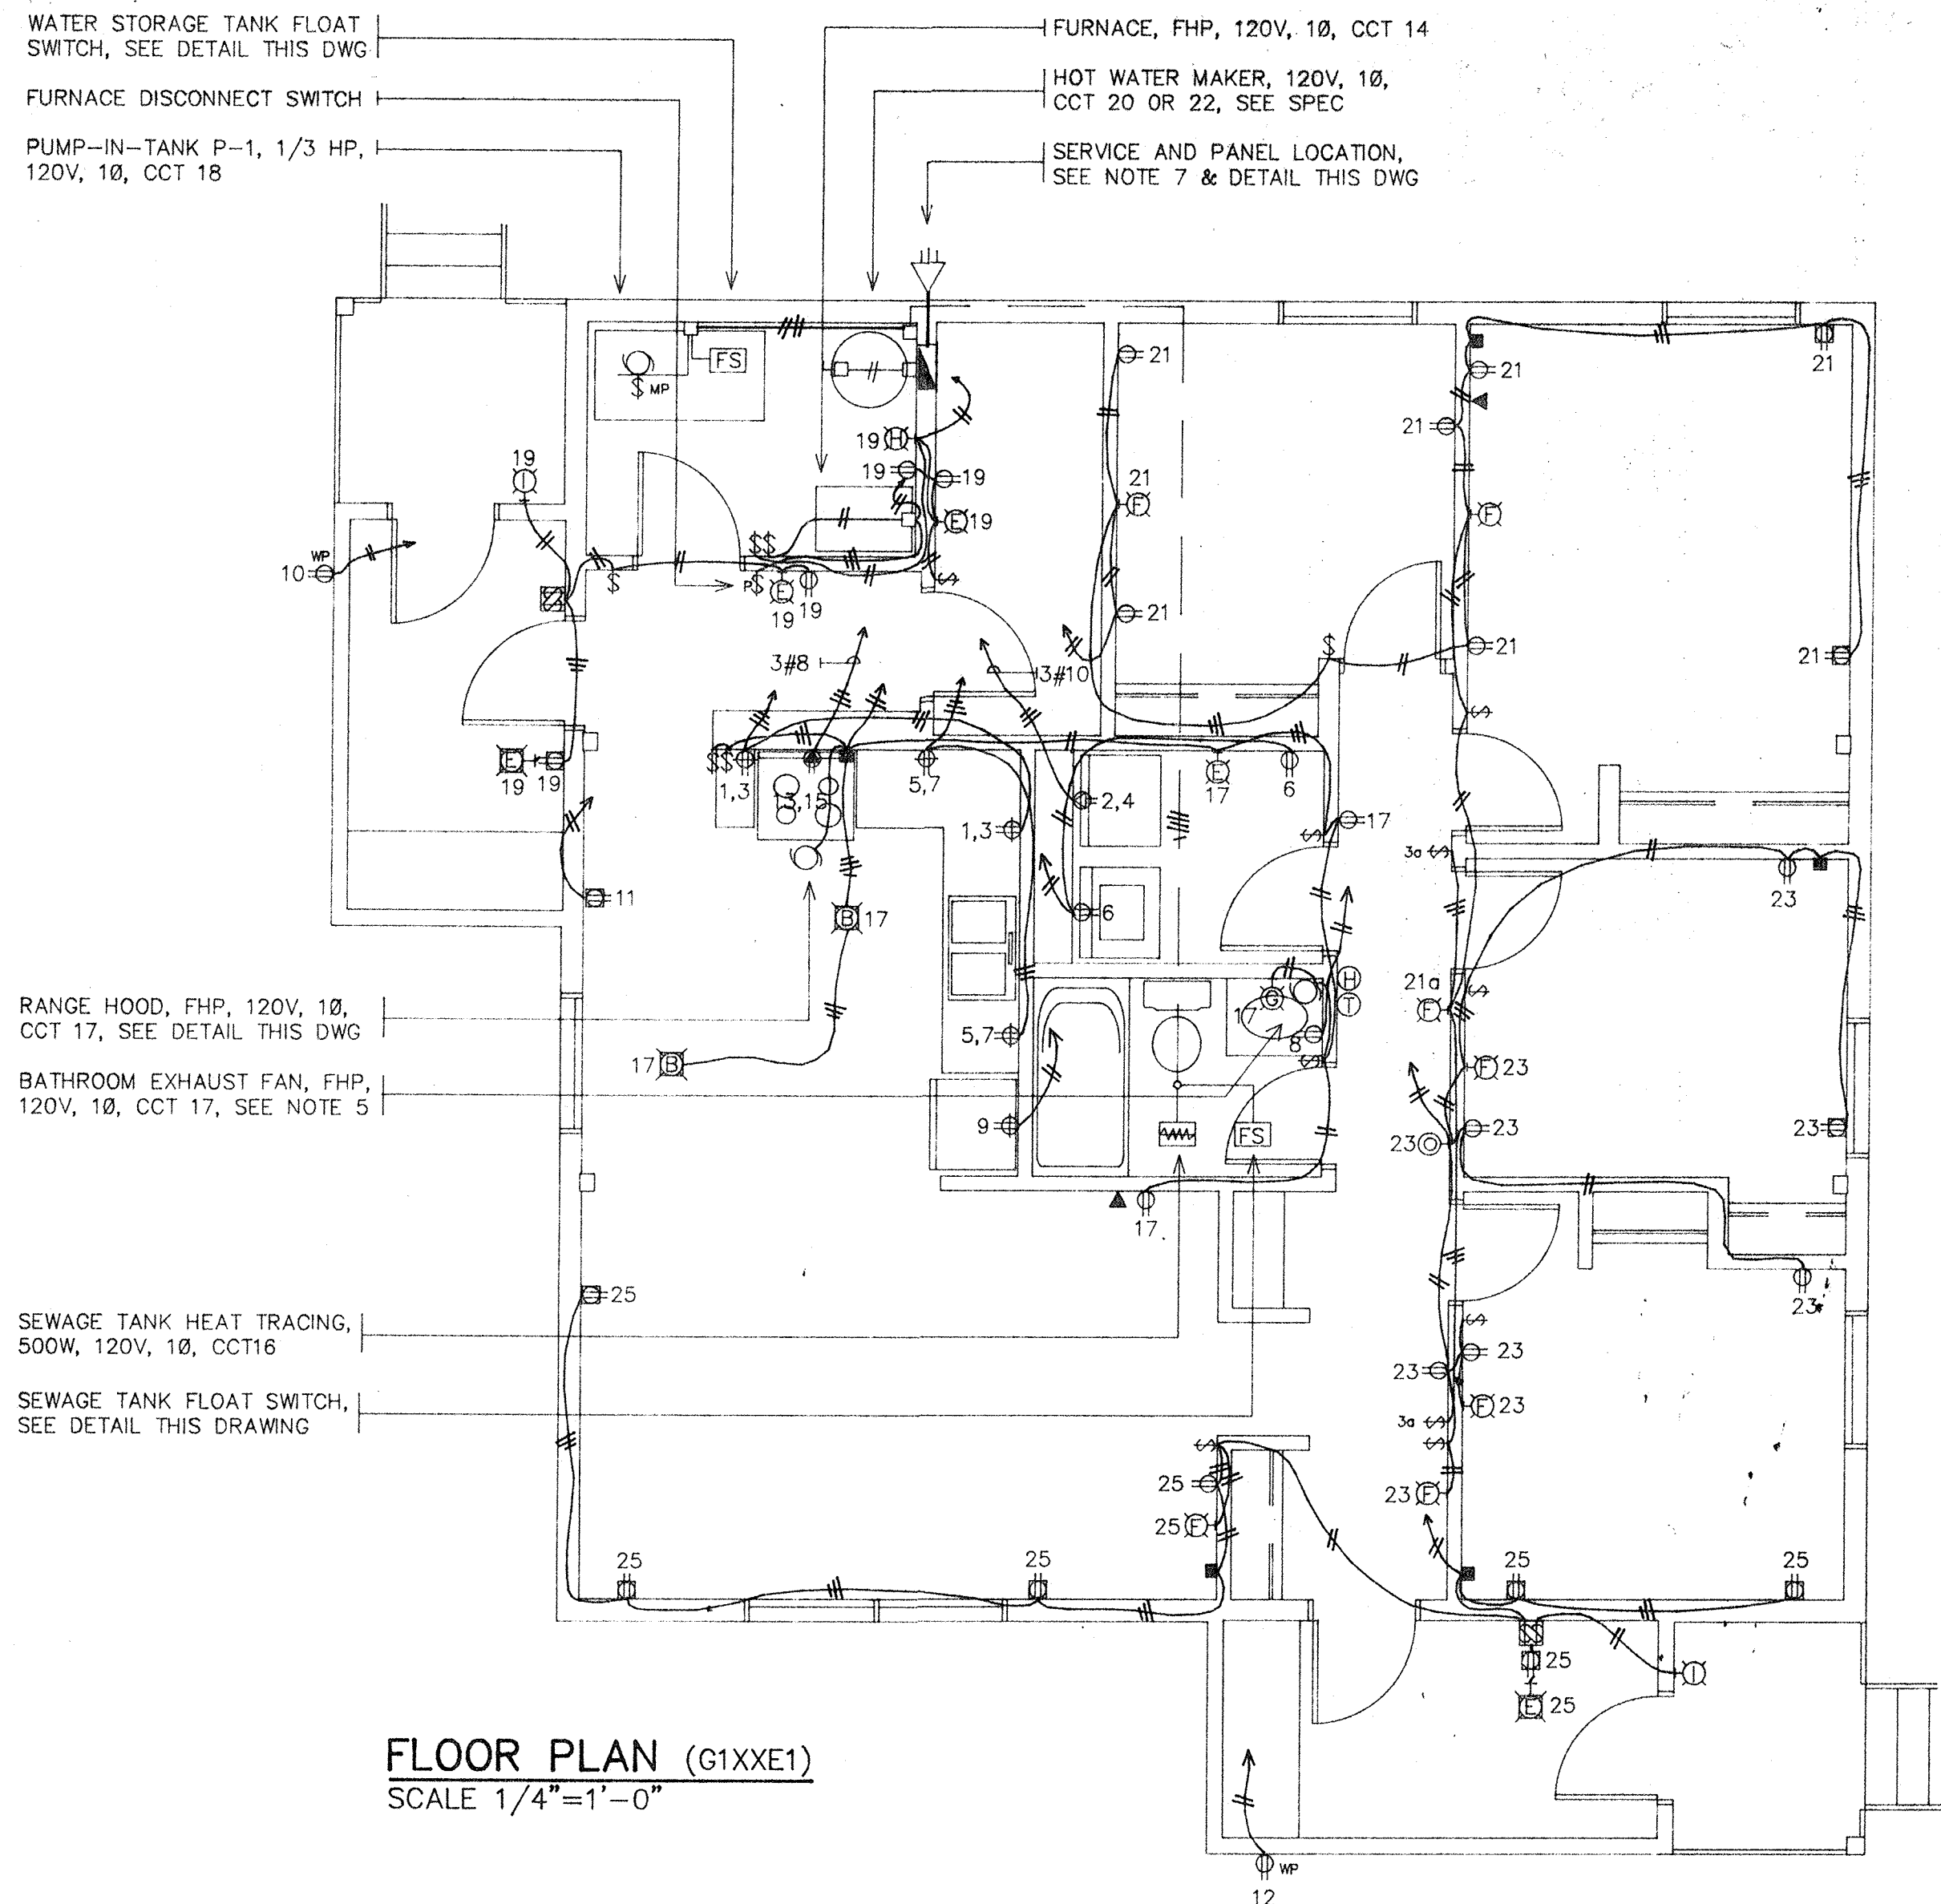 WATER STORAGE TANK FLOAT
SWITCH, SEE DETAIL THIS DWG
FURNACE DISCONNECT SWITCH
PUMP-IN-TANK P-1, 1/3 HP,
120V, 1Ø, CCT 18
FURNACE, FHP, 120V, 1Ø, CCT 14
HOT WATER MAKER, 120V, 1Ø,
CCT 20 OR 22, SEE SPEC
SERVICE AND PANEL LOCATION,
SEE NOTE 7 & DETAIL THIS DWG
FS
MP
21
21
21
21
19 H
19
19
19
21
F
F
E 19
I
WP
10
P
E
19
19
21
21
21
3#8
3#10
E
19
19
1,3
13,15
5,7
2,4
E
17
6
1,3
17
3a
11
B 17
6
23
RANGE HOOD, FHP, 120V, 1Ø,
CCT 17, SEE DETAIL THIS DWG
H
T
G
17
21a
F
5,7
8
17 B
F 23
BATHROOM EXHAUST FAN, FHP,
120V, 1Ø, CCT 17, SEE NOTE 5
9
FS
23
23
23
17
25
23
SEWAGE TANK HEAT TRACING,
500W, 120V, 1Ø, CCT16
23
23
SEWAGE TANK FLOAT SWITCH,
SEE DETAIL THIS DRAWING
F 23
3a
25
23 F
25 F
25
25
25
25
25
I
E 25
FLOOR PLAN (G1XXE1)
SCALE 1/4"=1'-0"
WP
12